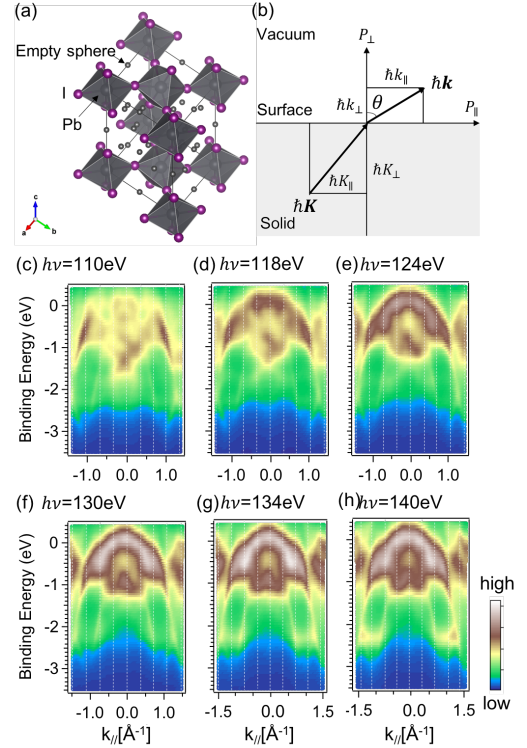 (a)
Empty sphere
I
Pb
c
a
b
(b)
Vacuum
P⊥
ħk∥
ħk
ħk⊥
θ
Surface
P∥
ħK⊥
ħK∥
ħK
Solid
(c) hν=110eV
(d) hν=118eV
(e) hν=124eV
Binding Energy (eV)
0
-1
-2
-3
-1.0 0.0 1.0
-1.0 0.0 1.0
-1.0 0.0 1.0
(f) hν=130eV
(g) hν=134eV
(h) hν=140eV
Binding Energy (eV)
0
-1
-2
-3
-1.0 0.0 1.0
-1.5 0.0 1.5
-1.5 0.0 1.5
k//[Å-1]
k//[Å-1]
k//[Å-1]
high
low